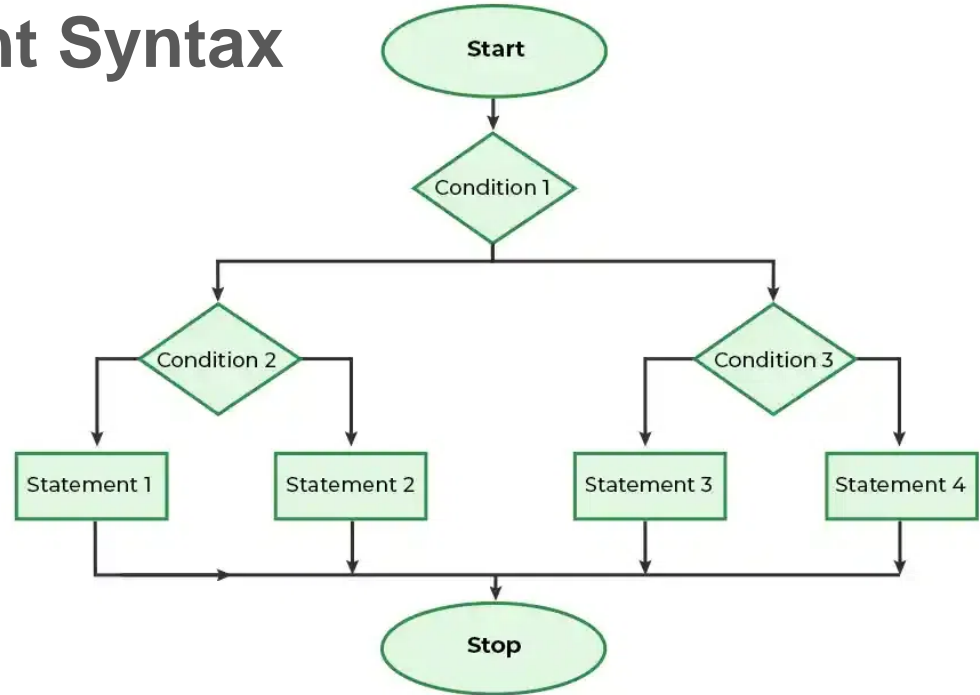 nt Syntax
Start
Condition 1
Condition 2
Condition 3
Statement 1
Statement 2
Statement 3
Statement 4
Stop